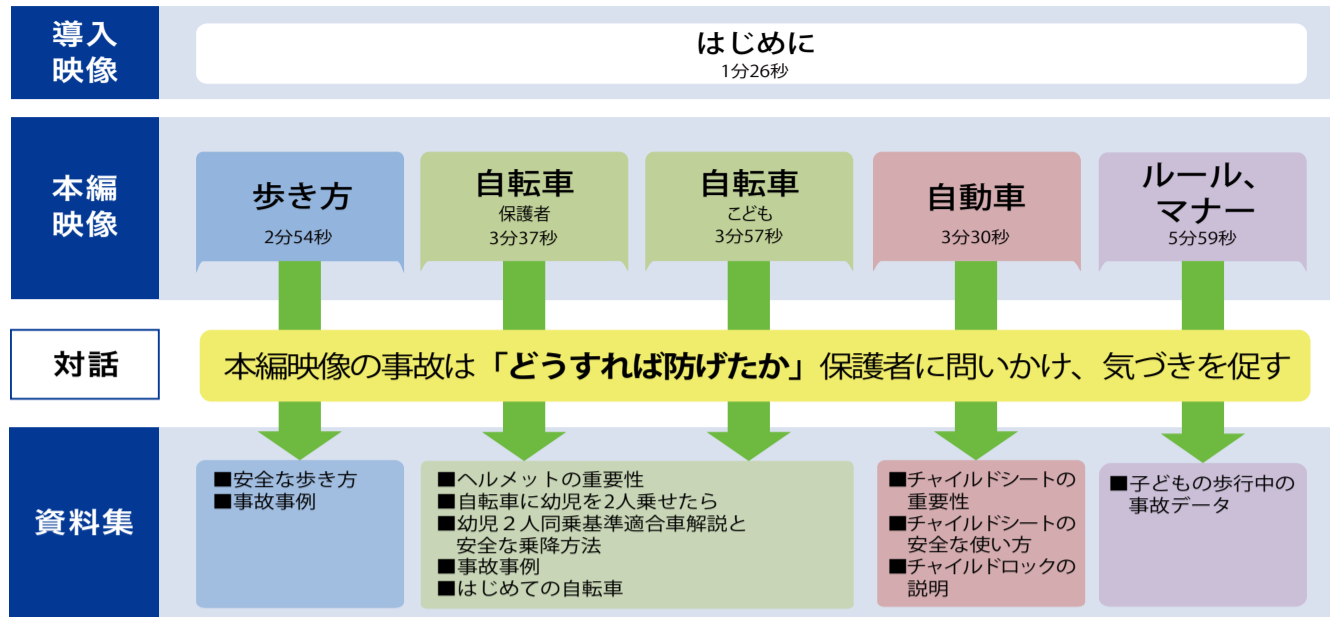 導入
映像
はじめに
1分26秒
本編
映像
歩き方
2分54秒
自転車
保護者
3分37秒
自転車
こども
3分57秒
自動車
3分30秒
ルール、
マナー
5分59秒
対話
本編映像の事故は「どうすれば防げたか」保護者に問いかけ、気づきを促す
資料集
■安全な歩き方
■事故事例
■ヘルメットの重要性
■自転車に幼児を2人乗せたら
■幼児２人同乗基準適合車解説と
安全な乗降方法
■事故事例
■はじめての自転車
■チャイルドシートの
重要性
■チャイルドシートの
安全な使い方
■チャイルドロックの
説明
■子どもの歩行中の
事故データ